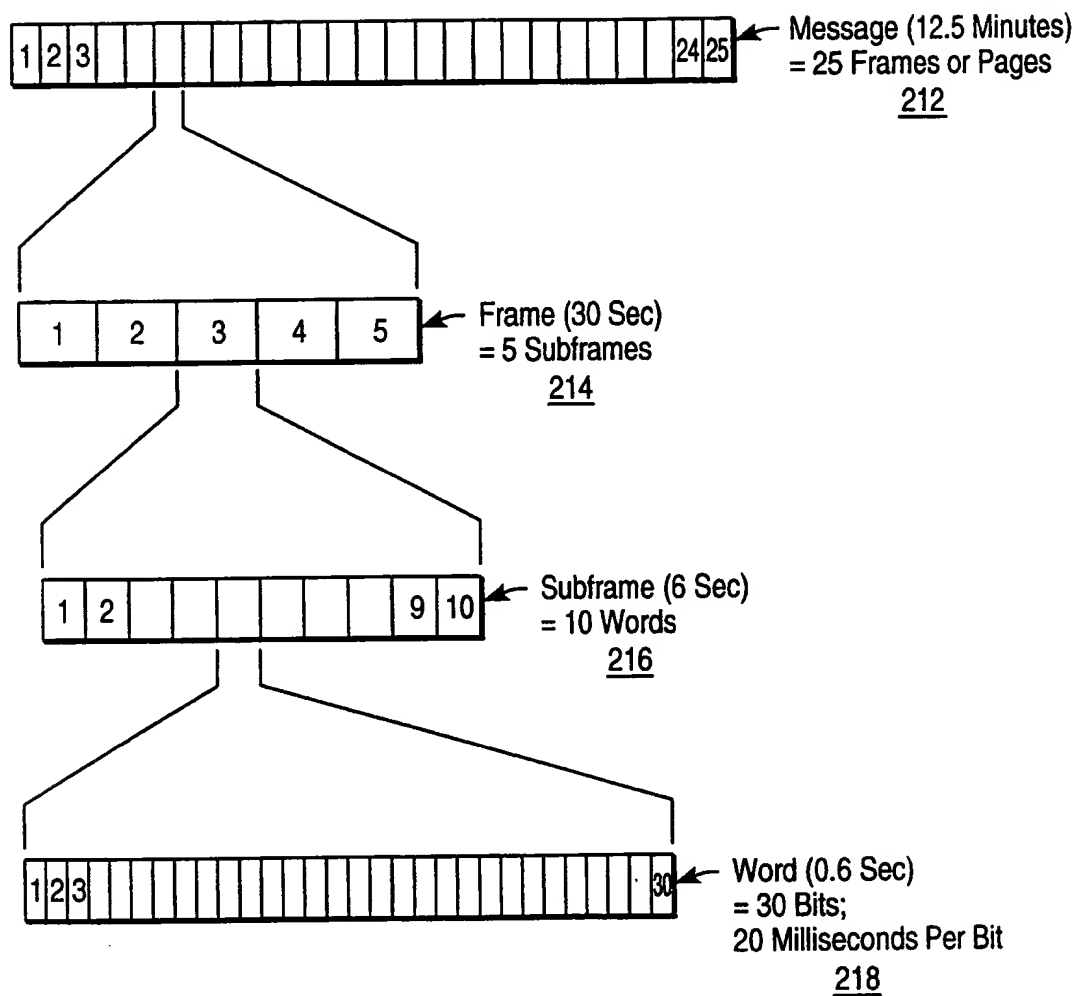 1 2 3 24 25
Message (12.5 Minutes)
= 25 Frames or Pages
212
1 2 3 4 5
Frame (30 Sec)
= 5 Subframes
214
1 2 9 10
Subframe (6 Sec)
= 10 Words
216
1 2 3 30
Word (0.6 Sec)
= 30 Bits;
20 Milliseconds Per Bit
218